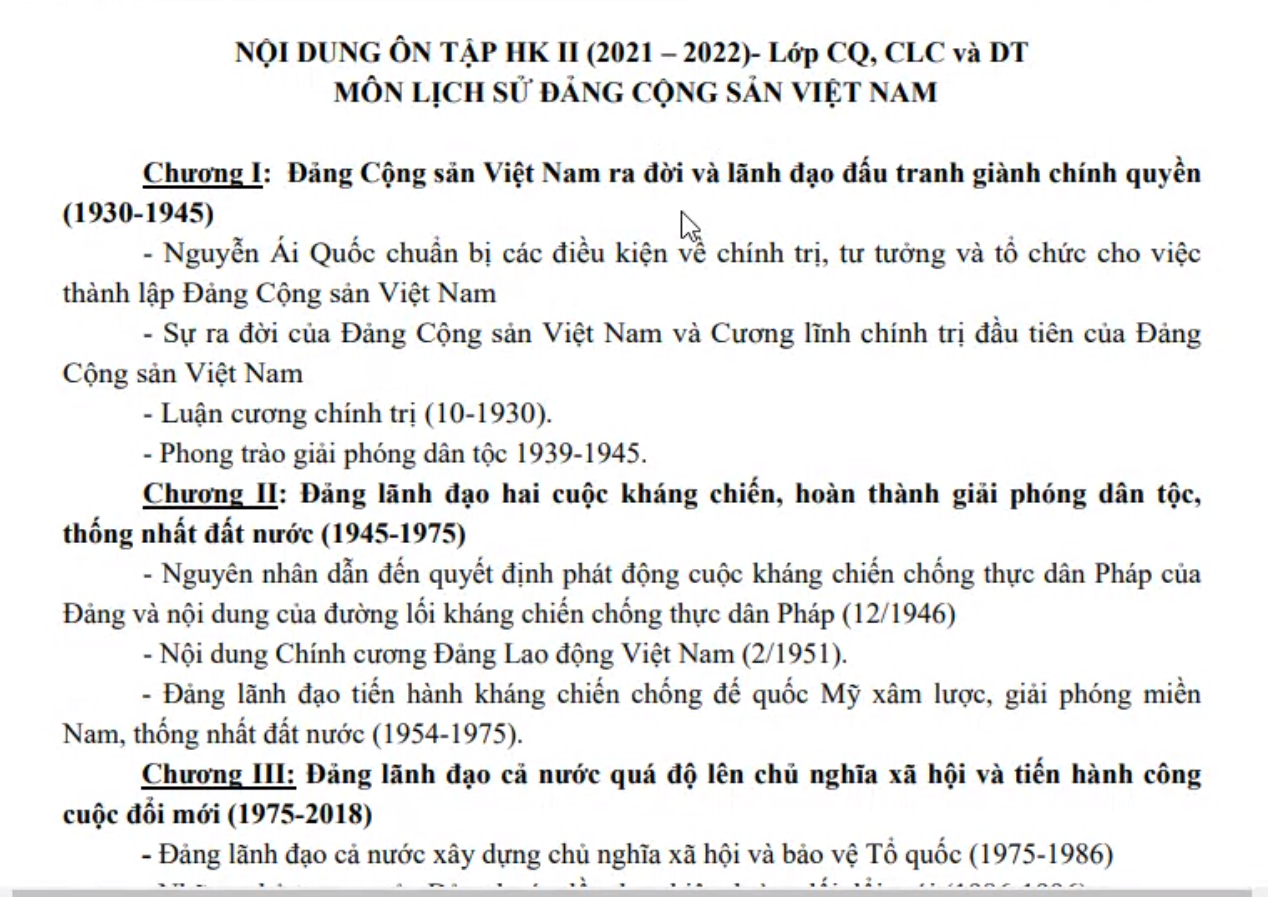 NỘI DUNG ÔN TẬP HK II (2021 – 2022)- Lớp CQ, CLC và DT
MÔN LỊCH SỬ ĐẢNG CỘNG SẢN VIỆT NAM
Chương I: Đảng Cộng sản Việt Nam ra đời và lãnh đạo đấu tranh giành chính quyền
(1930-1945)
- Nguyễn Ái Quốc chuẩn bị các điều kiện về chính trị, tư tưởng và tổ chức cho việc
thành lập Đảng Cộng sản Việt Nam
- Sự ra đời của Đảng Cộng sản Việt Nam và Cương lĩnh chính trị đầu tiên của Đảng
Cộng sản Việt Nam
- Luận cương chính trị (10-1930).
- Phong trào giải phóng dân tộc 1939-1945.
Chương II: Đảng lãnh đạo hai cuộc kháng chiến, hoàn thành giải phóng dân tộc,
thống nhất đất nước (1945-1975)
- Nguyên nhân dẫn đến quyết định phát động cuộc kháng chiến chống thực dân Pháp của
Đảng và nội dung của đường lối kháng chiến chống thực dân Pháp (12/1946)
- Nội dung Chính cương Đảng Lao động Việt Nam (2/1951).
- Đảng lãnh đạo tiến hành kháng chiến chống đế quốc Mỹ xâm lược, giải phóng miền
Nam, thống nhất đất nước (1954-1975).
Chương III: Đảng lãnh đạo cả nước quá độ lên chủ nghĩa xã hội và tiến hành công
cuộc đổi mới (1975-2018)
- Đảng lãnh đạo cả nước xây dựng chủ nghĩa xã hội và bảo vệ Tổ quốc (1975-1986)